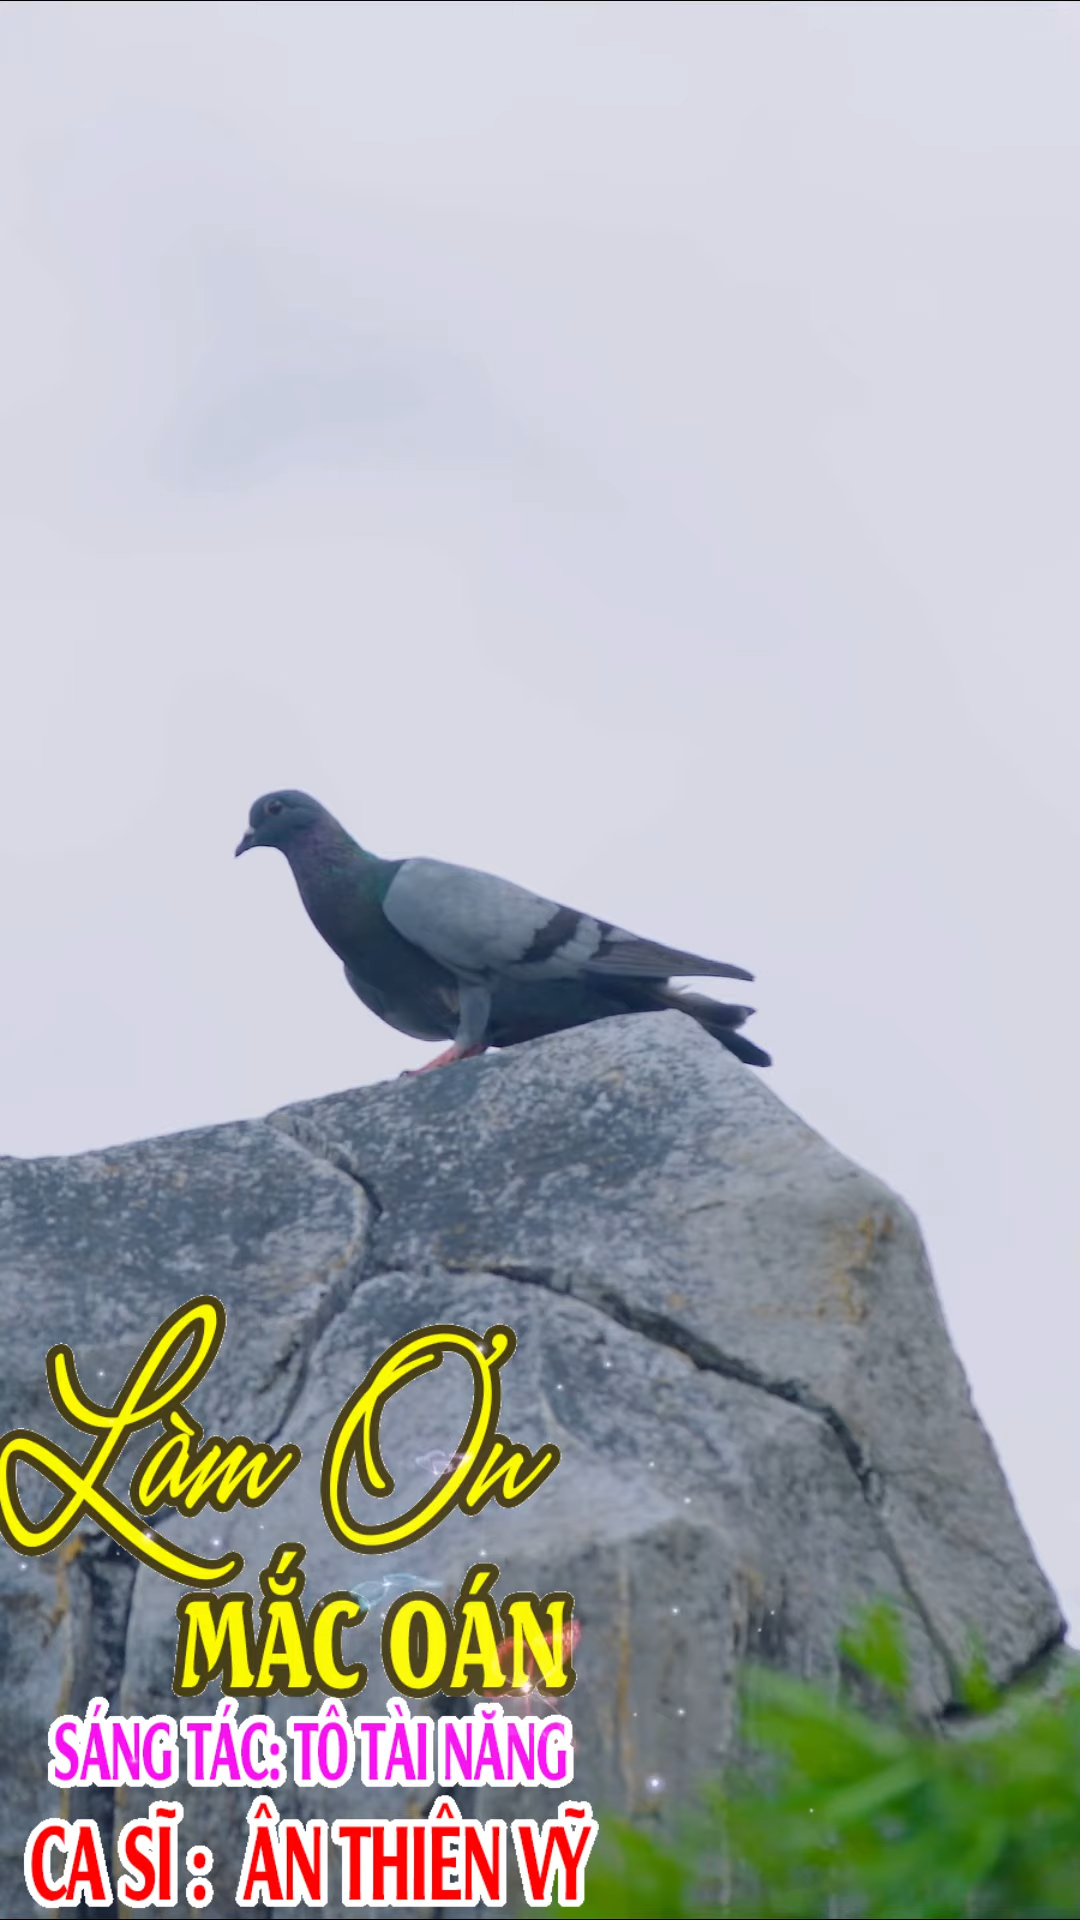 Làm Ơn
MẮC OÁN
SÁNG TÁC: TÔ TÀI NĂNG
CA SĨ : ÂN THIÊN VỸ